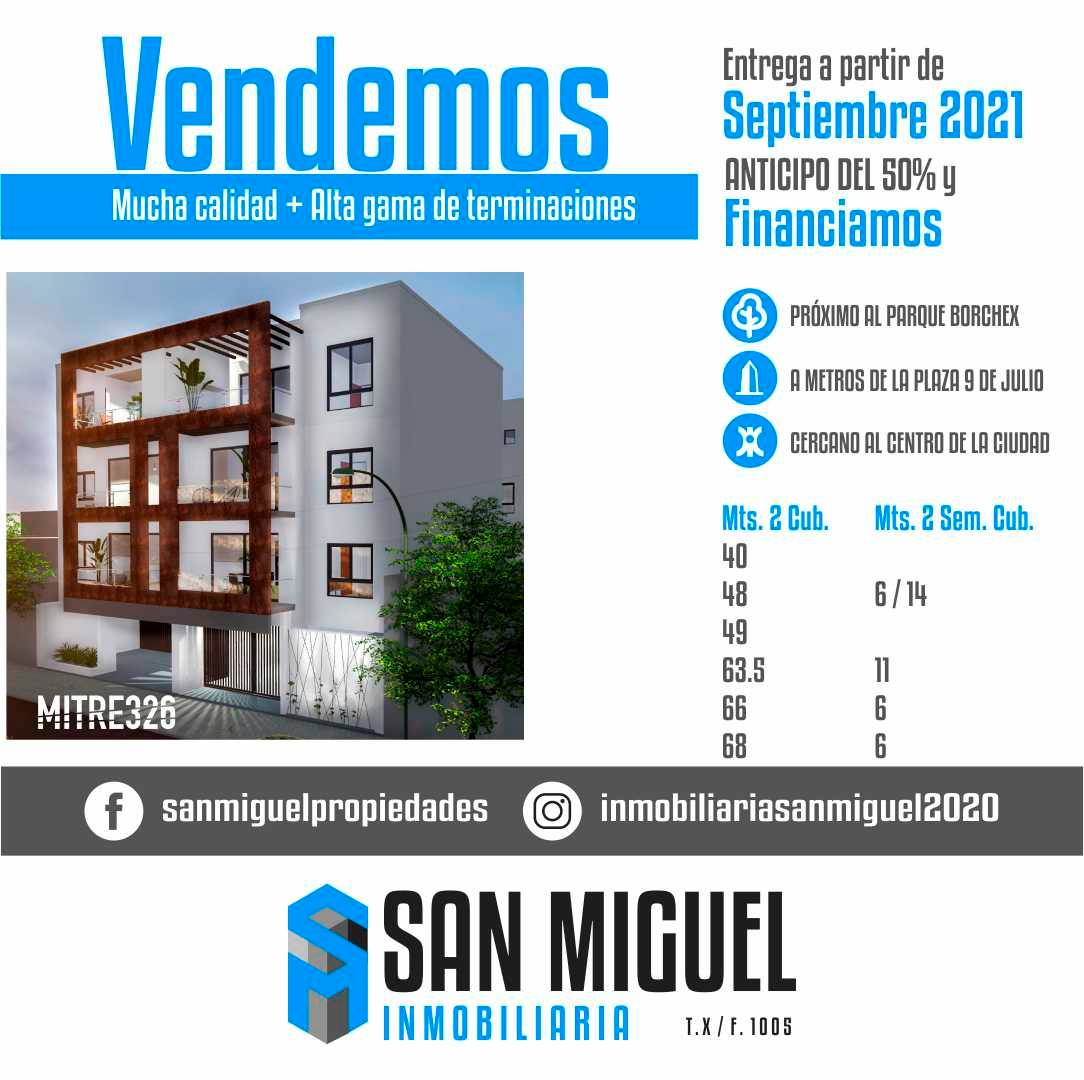 Vendemos
Mucha calidad + Alta gama de terminaciones
Entrega a partir de
Septiembre 2021
ANTICIPO DEL 50% y
Financiamos
PRÓXIMO AL PARQUE BORCHEX
A METROS DE LA PLAZA 9 DE JULIO
CERCANO AL CENTRO DE LA CIUDAD
Mts. 2 Cub. Mts. 2 Sem. Cub.
40
48 6 / 14
49
63.5 11
66 6
68 6
MITRE326
sanmiguelpropiedades inmobiliariasanmiguel2020
SAN MIGUEL
INMOBILIARIA T.X / F. 1005